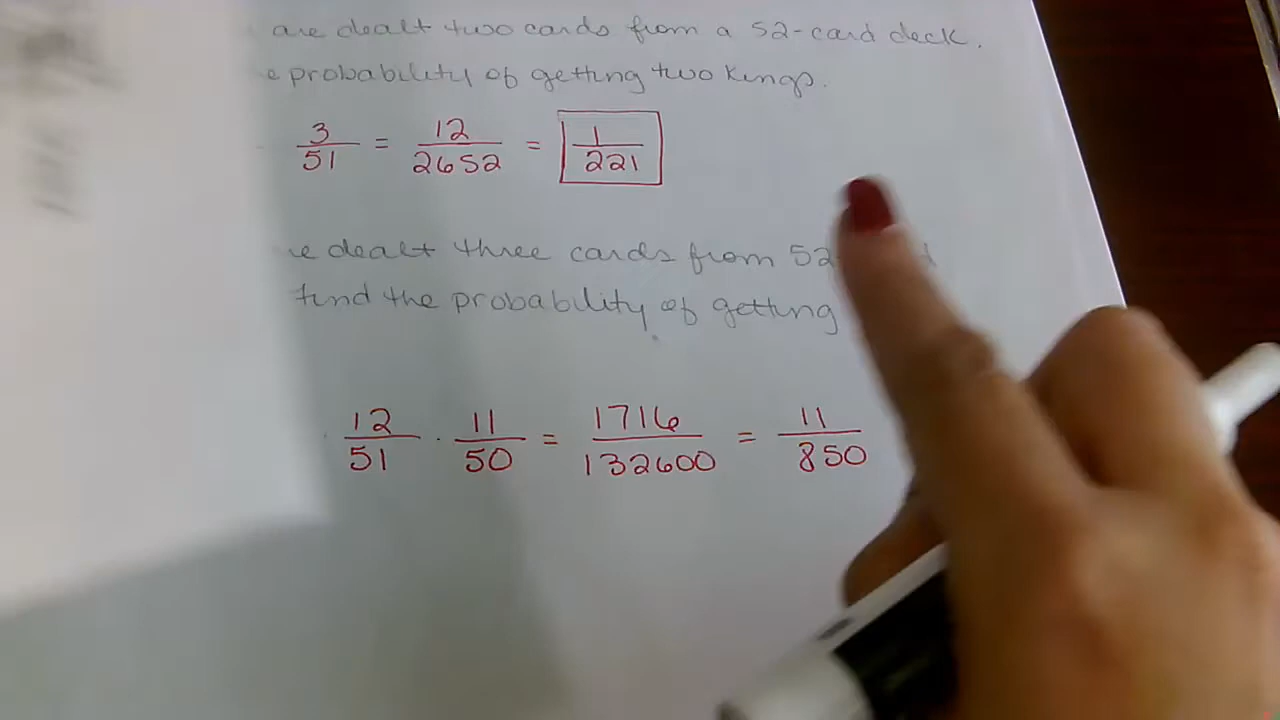 are dealt two cards from a 52-card deck.
probability of getting two kings.
3/51 = 12/2652 = 1/221
dealt three cards from 52
find the probability of getting
· 12/51 · 11/50 = 1716/132600 = 11/850